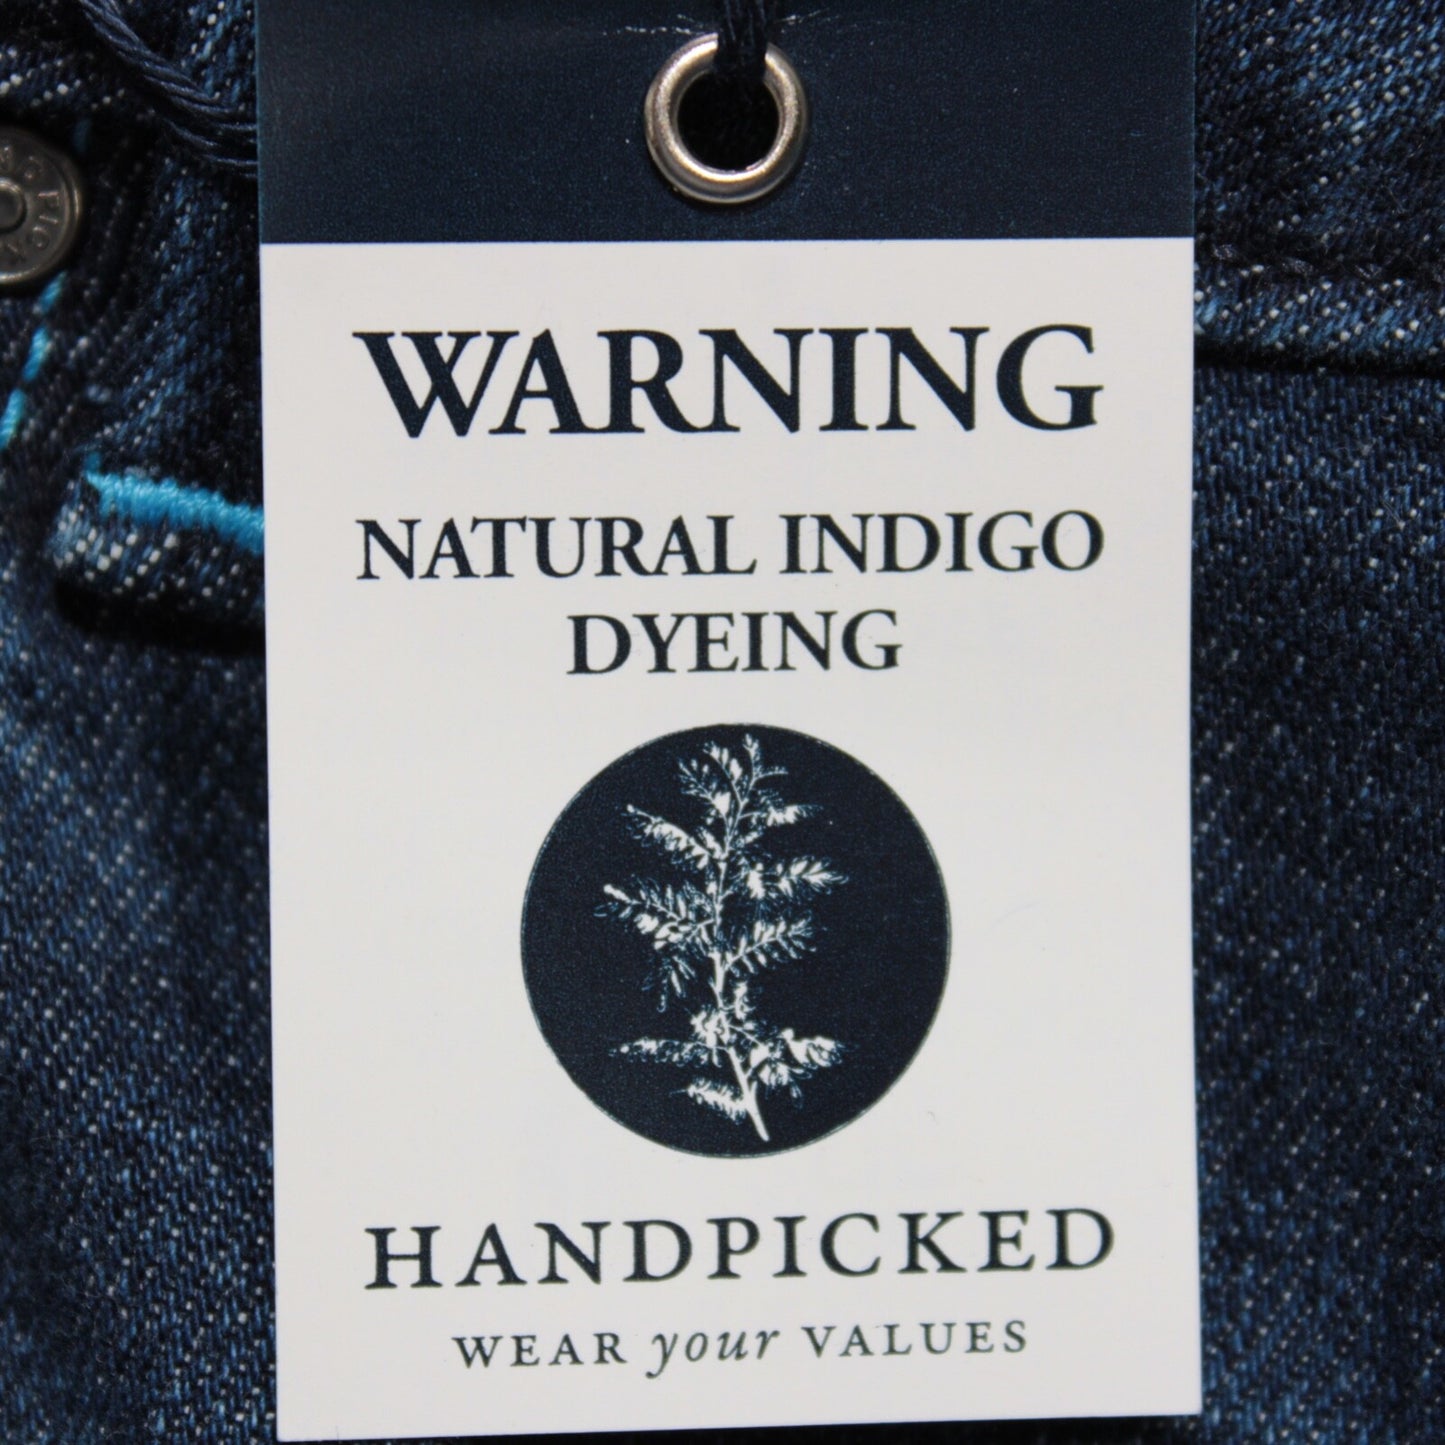 WARNING
NATURAL INDIGO
DYEING
HANDPICKED
WEAR your VALUES